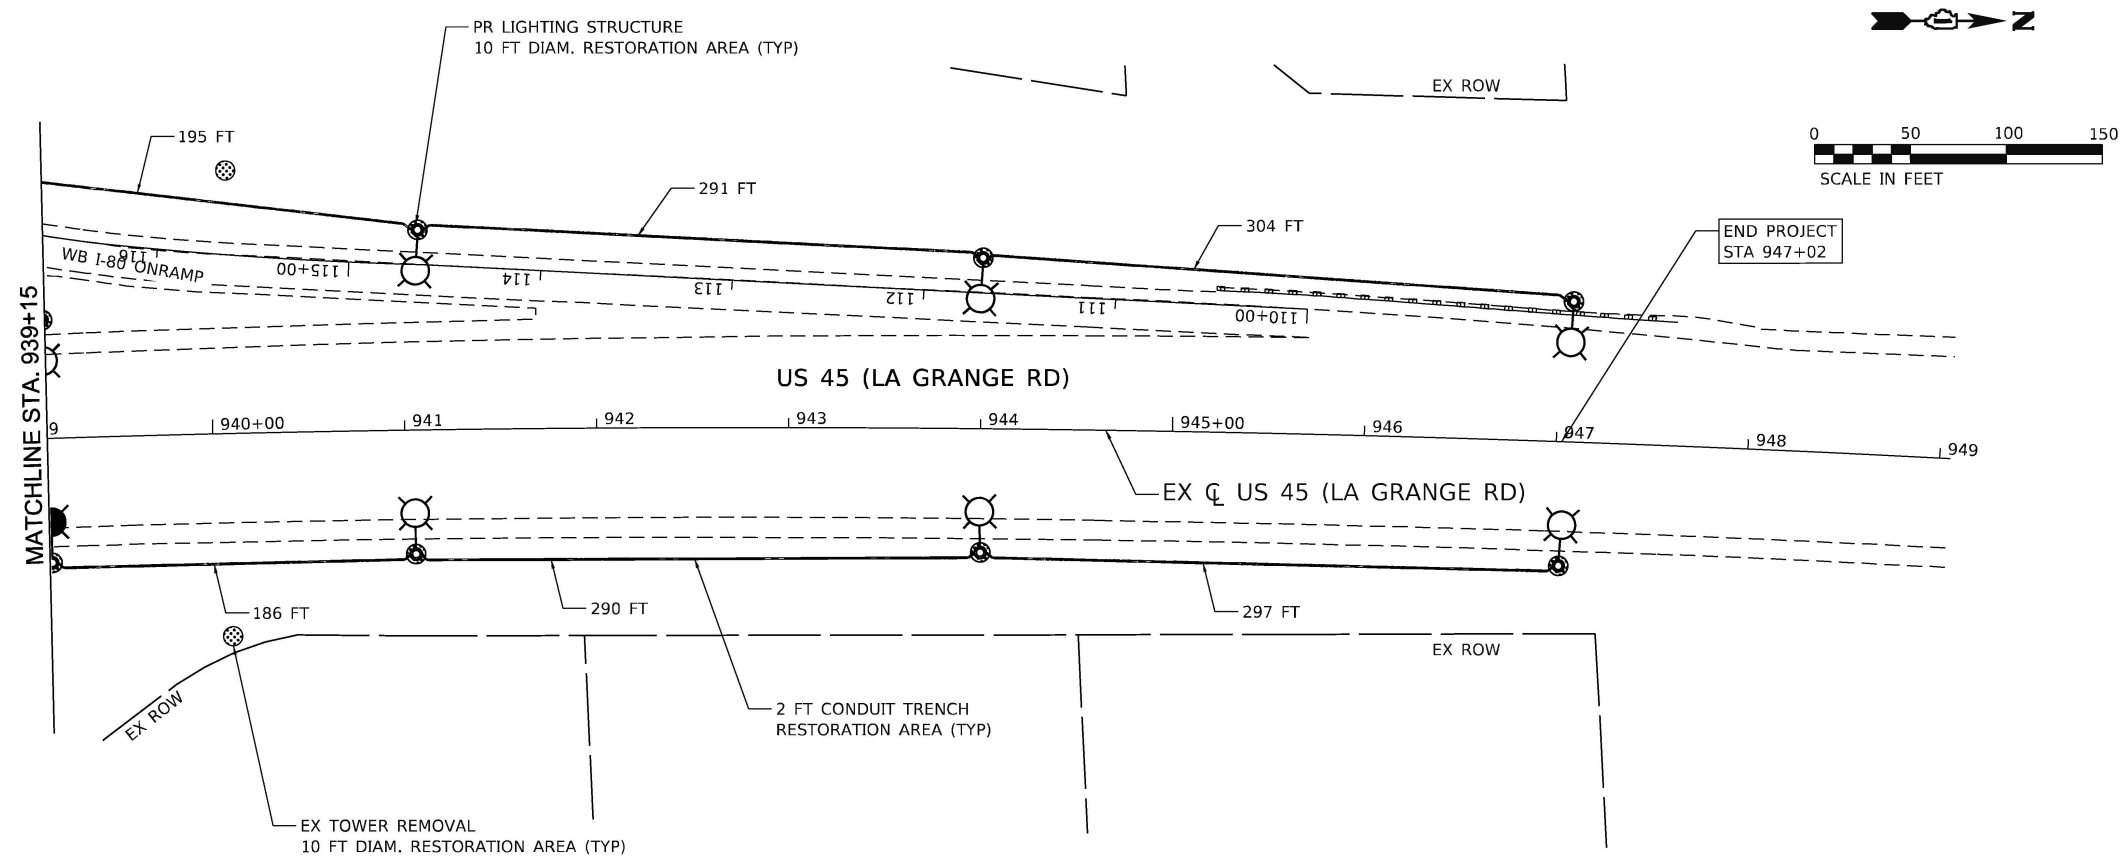 PR LIGHTING STRUCTURE
10 FT DIAM. RESTORATION AREA (TYP)
N
EX ROW
195 FT
0 50 100 150
SCALE IN FEET
291 FT
304 FT
END PROJECT
STA 947+02
WB I-80 ONRAMP
116
115+00
114
113
112
111
110+00
MATCHLINE STA. 939+15
US 45 (LA GRANGE RD)
9
940+00
941
942
943
944
945+00
946
947
948
949
EX ℄ US 45 (LA GRANGE RD)
186 FT
290 FT
297 FT
EX ROW
EX ROW
2 FT CONDUIT TRENCH
RESTORATION AREA (TYP)
EX TOWER REMOVAL
10 FT DIAM. RESTORATION AREA (TYP)